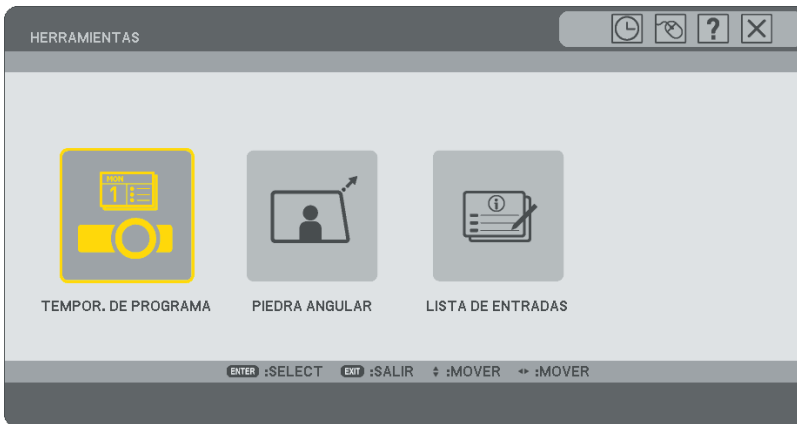 HERRAMIENTAS
?
MON
1
TEMPOR. DE PROGRAMA PIEDRA ANGULAR LISTA DE ENTRADAS
ENTER :SELECT EXIT :SALIR :MOVER :MOVER